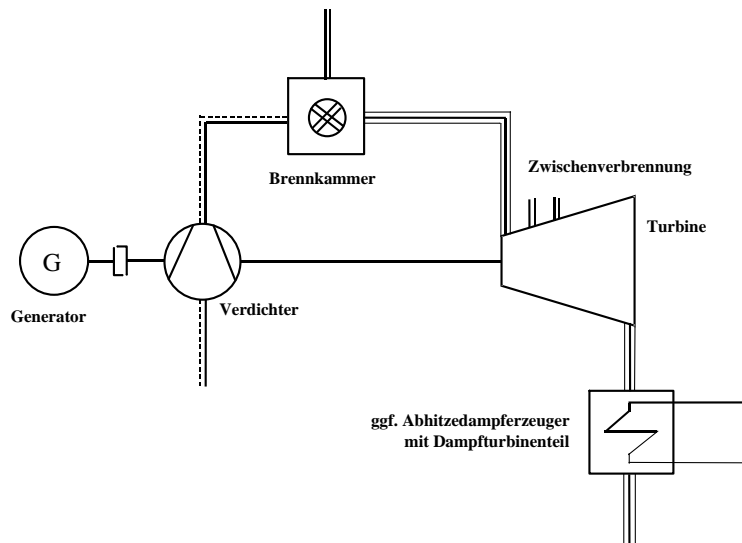 Brennkammer
Zwischenverbrennung
Turbine
G
Generator
Verdichter
ggf. Abhitzedampferzeuger
mit Dampfturbinenteil